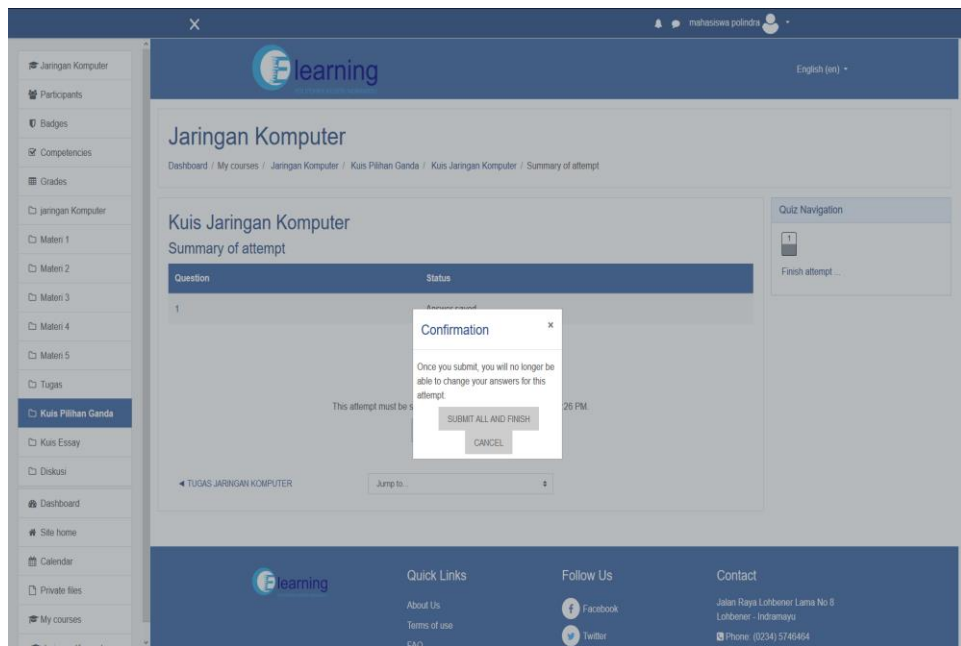 mahasiswa polindra
Jaringan Komputer
Participants
Badges
Competencies
Grades
jaringan Komputer
Materi 1
Materi 2
Materi 3
Materi 4
Materi 5
Tugas
Kuis Pilihan Ganda
Kuis Essay
Diskusi
Dashboard
Site home
Calendar
Private files
My courses
Elearning
English (en)
Jaringan Komputer
Dashboard / My courses / Jaringan Komputer / Kuis Pilihan Ganda / Kuis Jaringan Komputer / Summary of attempt
Kuis Jaringan Komputer
Summary of attempt
Question Status
1 Answer saved
This attempt must be s
26 PM.
Confirmation x
Once you submit, you will no longer be
able to change your answers for this
attempt.
SUBMIT ALL AND FINISH
CANCEL
◄ TUGAS JARINGAN KOMPUTER
Jump to...
Quiz Navigation
1
Finish attempt ...
Elearning
Quick Links
About Us
Terms of use
FAQ
Follow Us
Facebook
Twitter
Contact
Jalan Raya Lohbener Lama No 8
Lohbener - Indramayu
Phone: (0234) 5746464